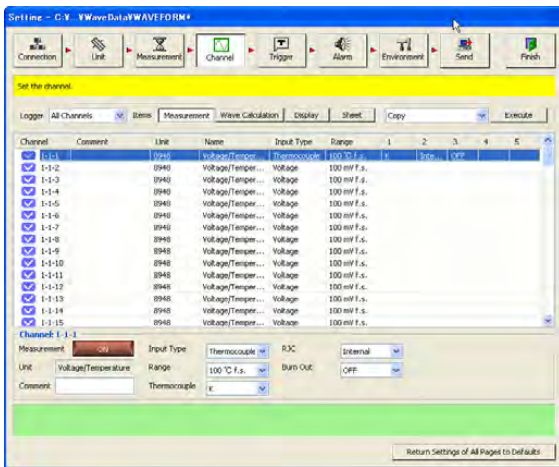 Setting - C:¥...¥WaveData¥WAVEFORM*
Connection Unit Measurement Channel Trigger Alarm Environment Send Finish
Set the channel.
Logger All Channels Items Measurement Wave Calculation Display Sheet Copy Execute
Channel Comment Unit Name Input Type Range 1 2 3 4 5
1-1-1 8948 Voltage/Temper... Thermocouple 100 ℃ f.s. K Inte... OFF
1-1-2 8948 Voltage/Temper... Voltage 100 mV f.s.
1-1-3 8948 Voltage/Temper... Voltage 100 mV f.s.
1-1-4 8948 Voltage/Temper... Voltage 100 mV f.s.
1-1-5 8948 Voltage/Temper... Voltage 100 mV f.s.
1-1-6 8948 Voltage/Temper... Voltage 100 mV f.s.
1-1-7 8948 Voltage/Temper... Voltage 100 mV f.s.
1-1-8 8948 Voltage/Temper... Voltage 100 mV f.s.
1-1-9 8948 Voltage/Temper... Voltage 100 mV f.s.
1-1-10 8948 Voltage/Temper... Voltage 100 mV f.s.
1-1-11 8948 Voltage/Temper... Voltage 100 mV f.s.
1-1-12 8948 Voltage/Temper... Voltage 100 mV f.s.
1-1-13 8948 Voltage/Temper... Voltage 100 mV f.s.
1-1-14 8948 Voltage/Temper... Voltage 100 mV f.s.
1-1-15 8948 Voltage/Temper... Voltage 100 mV f.s.
Channel: 1-1-1
Measurement ON Input Type Thermocouple RJC Internal
Unit Voltage/Temperature Range 100 ℃ f.s. Burn Out OFF
Comment Thermocouple K
Return Settings of All Pages to Defaults